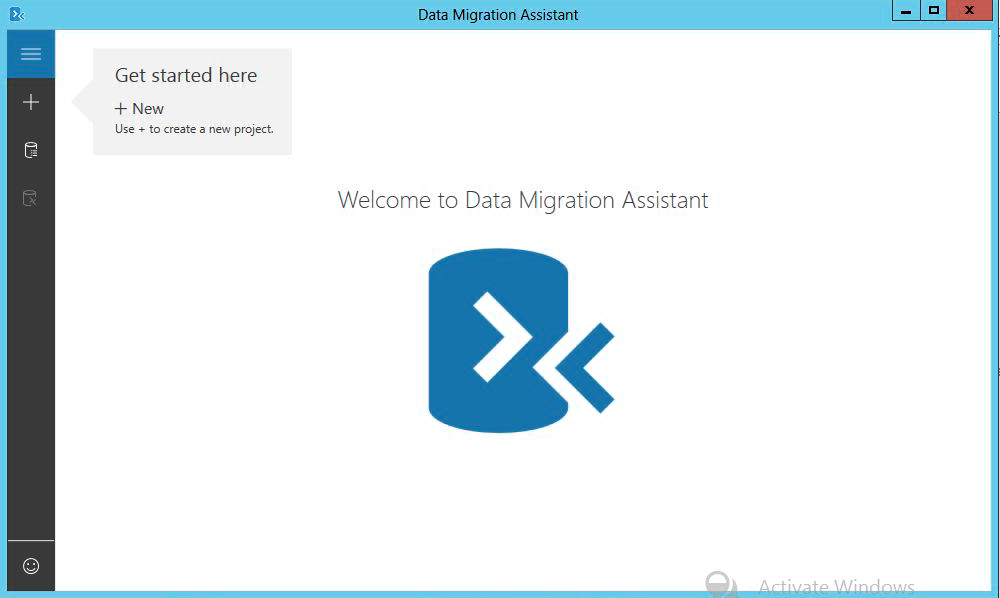 Data Migration Assistant
Get started here
+ New
Use + to create a new project.
Welcome to Data Migration Assistant
Activate Windows